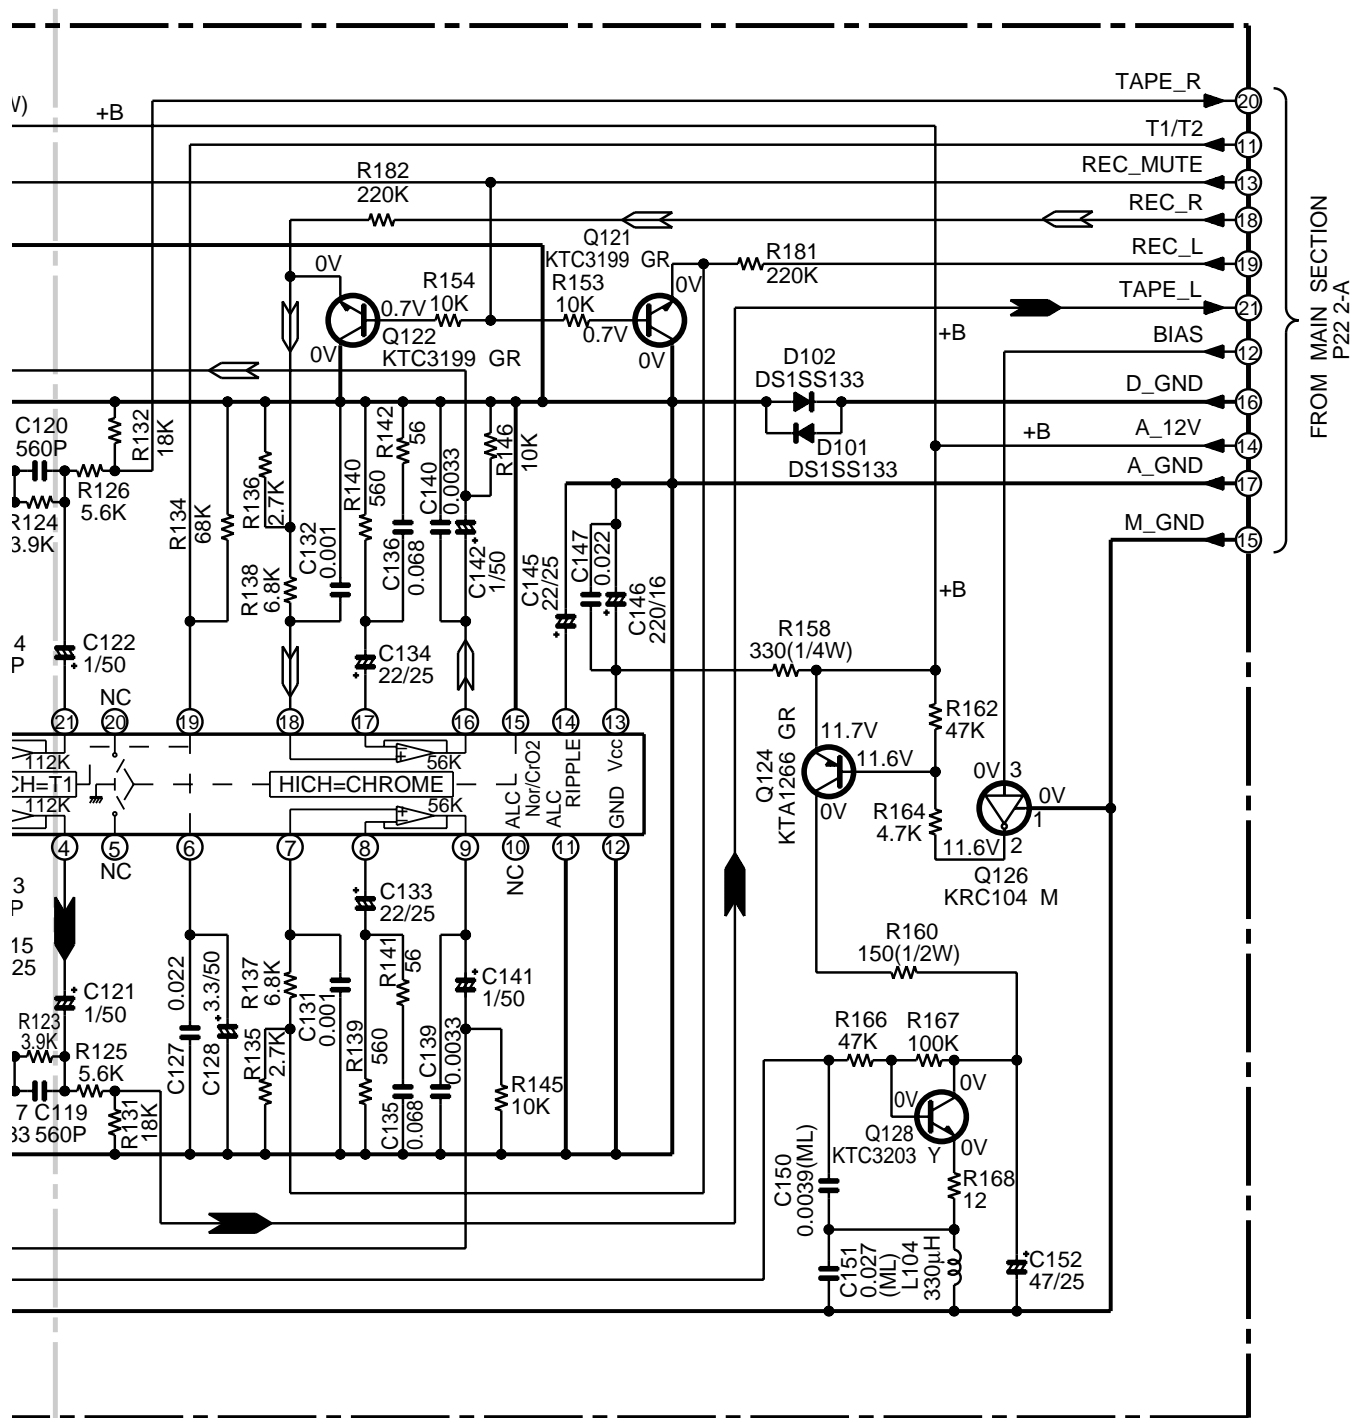 TAPE_R
20
+B
T1/T2
11
R182
220K
REC_MUTE
13
REC_R
18
Q121
KTC3199 GR
R181
220K
REC_L
19
0V
R154
10K
R153
10K
0V
TAPE_L
21
0.7V
0.7V
Q122
KTC3199 GR
0V
0V
+B
BIAS
12
D102
DS1SS133
D_GND
16
D101
DS1SS133
+B
A_12V
14
A_GND
17
M_GND
15
FROM MAIN SECTION
P22 2-A
C120
560P
R132
18K
R126
5.6K
R124
3.9K
R134
68K
R136
2.7K
R138
6.8K
C132
0.001
R140
560
R142
56
C136
0.068
C140
0.0033
C142
1/50
R146
10K
C145
22/25
C147
0.022
C146
220/16
+B
4
P
C122
1/50
C134
22/25
R158
330(1/4W)
NC
21
20
19
18
17
16
15
14
13
R162
47K
Q124
KTA1266 GR
11.7V
11.6V
0V
112K
CH=T1
112K
HICH=CHROME
56K
56K
ALC
Nor/CrO2
ALC
RIPPLE
GND
Vcc
0V
3
0V
1
R164
4.7K
11.6V
2
Q126
KRC104 M
4
5
6
7
8
9
10
11
12
NC
NC
3
P
15
25
C133
22/25
R160
150(1/2W)
C121
1/50
0.022
C127
3.3/50
C128
R137
6.8K
R135
2.7K
C131
0.001
R139
560
R141
56
C135
0.068
C139
0.0033
C141
1/50
R145
10K
R123
3.9K
R125
5.6K
7
33
C119
560P
R131
18K
R166
47K
R167
100K
0V
0V
Q128
KTC3203 Y
0V
C150
0.0039(ML)
R168
12
C151
0.027
(ML)
L104
330µH
C152
47/25